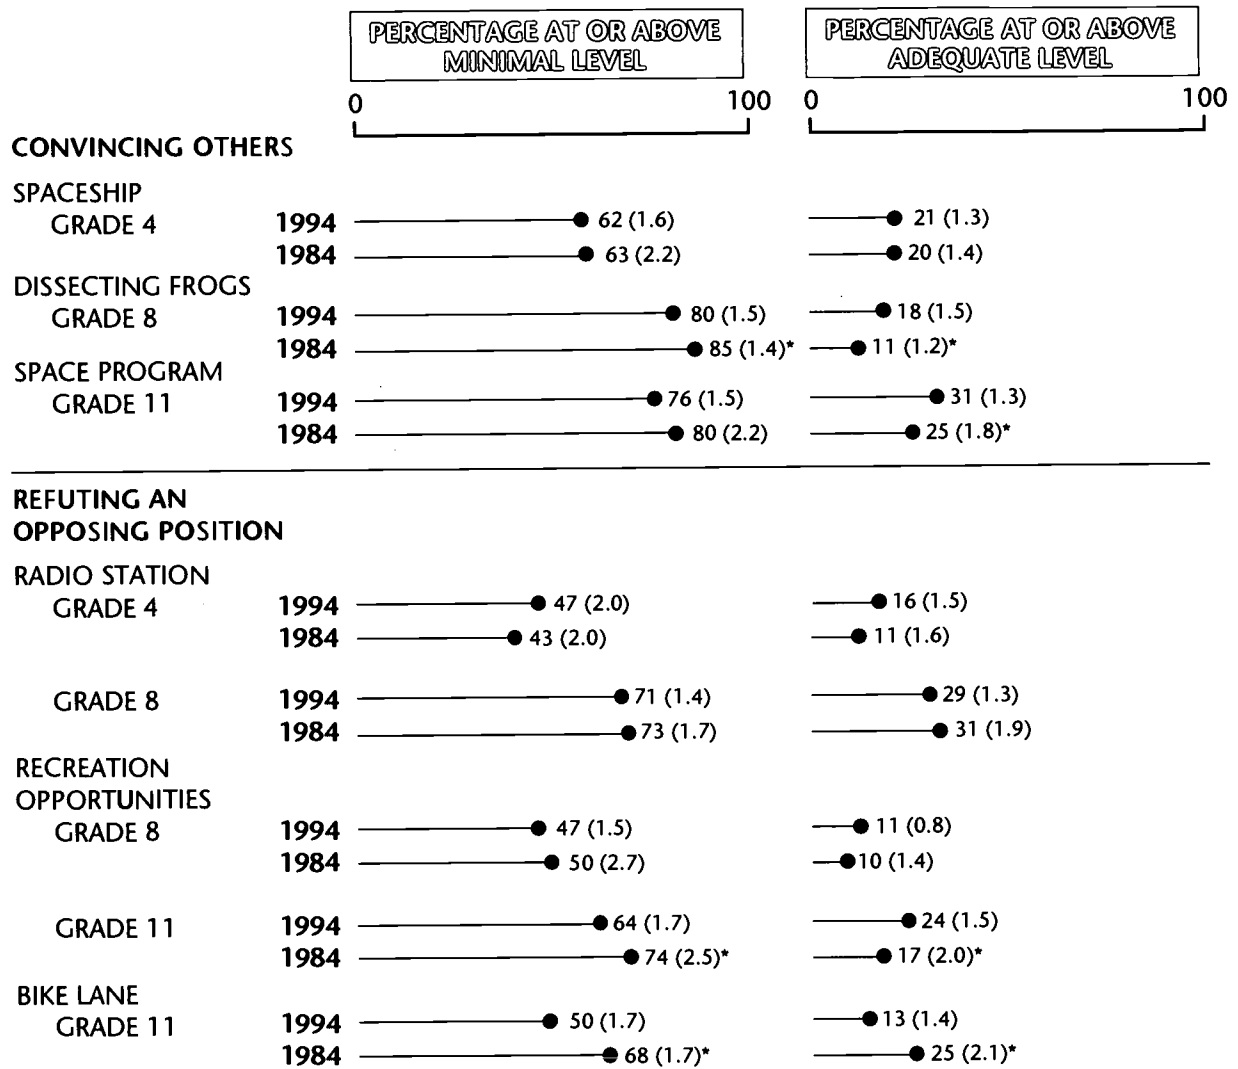 PERCENTAGE AT OR ABOVE MINIMAL LEVEL
PERCENTAGE AT OR ABOVE ADEQUATE LEVEL
0 100 0 100
CONVINCING OTHERS
SPACESHIP
GRADE 4 1994 62 (1.6) 21 (1.3)
1984 63 (2.2) 20 (1.4)
DISSECTING FROGS
GRADE 8 1994 80 (1.5) 18 (1.5)
1984 85 (1.4)* 11 (1.2)*
SPACE PROGRAM
GRADE 11 1994 76 (1.5) 31 (1.3)
1984 80 (2.2) 25 (1.8)*
REFUTING AN
OPPOSING POSITION
RADIO STATION
GRADE 4 1994 47 (2.0) 16 (1.5)
1984 43 (2.0) 11 (1.6)
GRADE 8 1994 71 (1.4) 29 (1.3)
1984 73 (1.7) 31 (1.9)
RECREATION
OPPORTUNITIES
GRADE 8 1994 47 (1.5) 11 (0.8)
1984 50 (2.7) 10 (1.4)
GRADE 11 1994 64 (1.7) 24 (1.5)
1984 74 (2.5)* 17 (2.0)*
BIKE LANE
GRADE 11 1994 50 (1.7) 13 (1.4)
1984 68 (1.7)* 25 (2.1)*